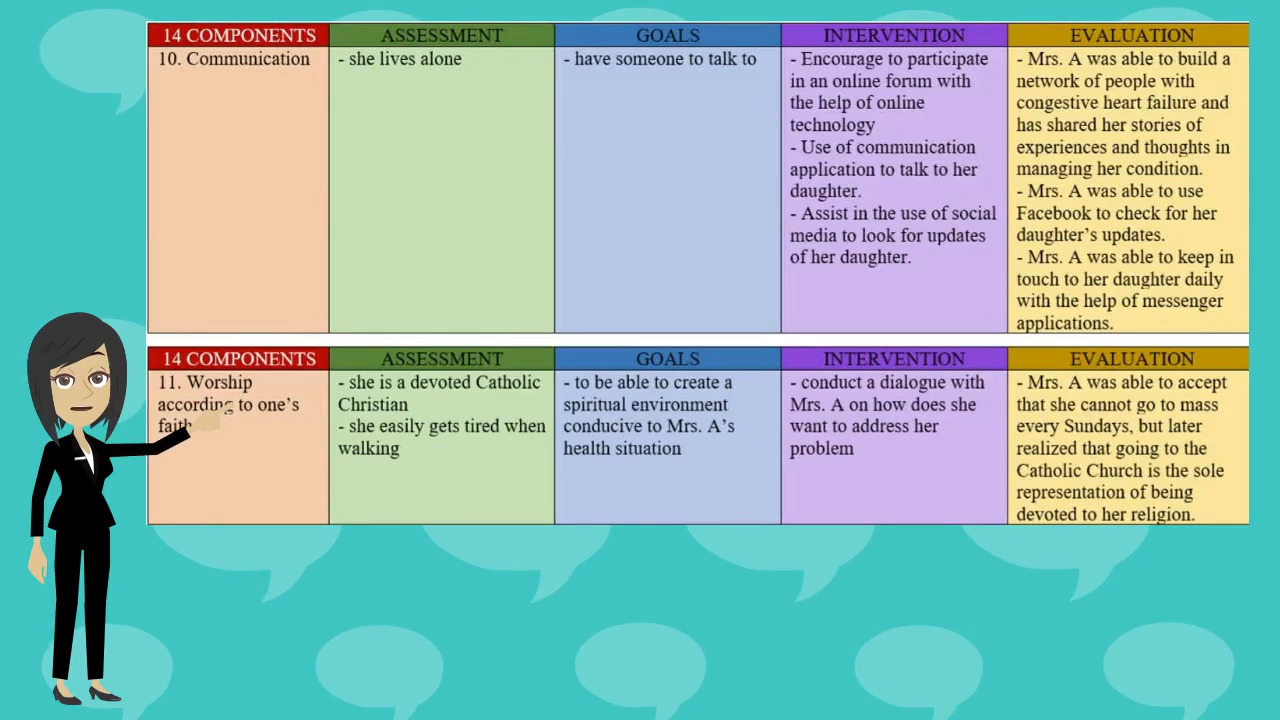 14 COMPONENTS
ASSESSMENT
GOALS
INTERVENTION
EVALUATION
10. Communication
- she lives alone
- have someone to talk to
- Encourage to participate
in an online forum with
the help of online
technology
- Use of communication
application to talk to her
daughter.
- Assist in the use of social
media to look for updates
of her daughter.
- Mrs. A was able to build a
network of people with
congestive heart failure and
has shared her stories of
experiences and thoughts in
managing her condition.
- Mrs. A was able to use
Facebook to check for her
daughter's updates.
- Mrs. A was able to keep in
touch to her daughter daily
with the help of messenger
applications.
14 COMPONENTS
ASSESSMENT
GOALS
INTERVENTION
EVALUATION
11. Worship
according to one's
faith
- she is a devoted Catholic
Christian
- she easily gets tired when
walking
- to be able to create a
spiritual environment
conducive to Mrs. A's
health situation
- conduct a dialogue with
Mrs. A on how does she
want to address her
problem
- Mrs. A was able to accept
that she cannot go to mass
every Sundays, but later
realized that going to the
Catholic Church is the sole
representation of being
devoted to her religion.